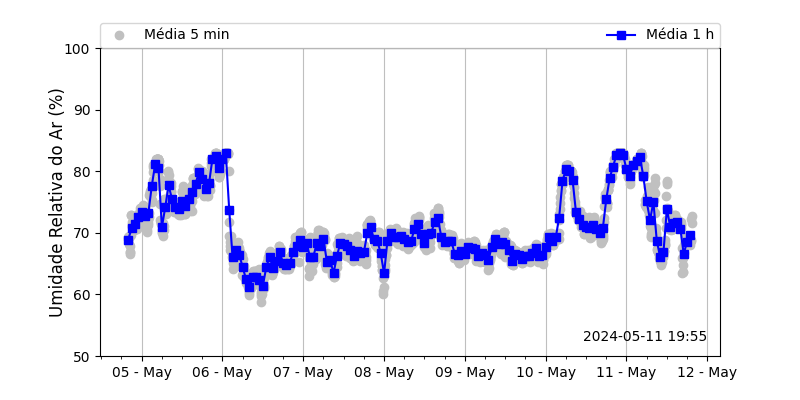 Média 5 min
Média 1 h
Umidade Relativa do Ar (%)
100
90
80
70
60
50
2024-05-11 19:55
05 - May
06 - May
07 - May
08 - May
09 - May
10 - May
11 - May
12 - May